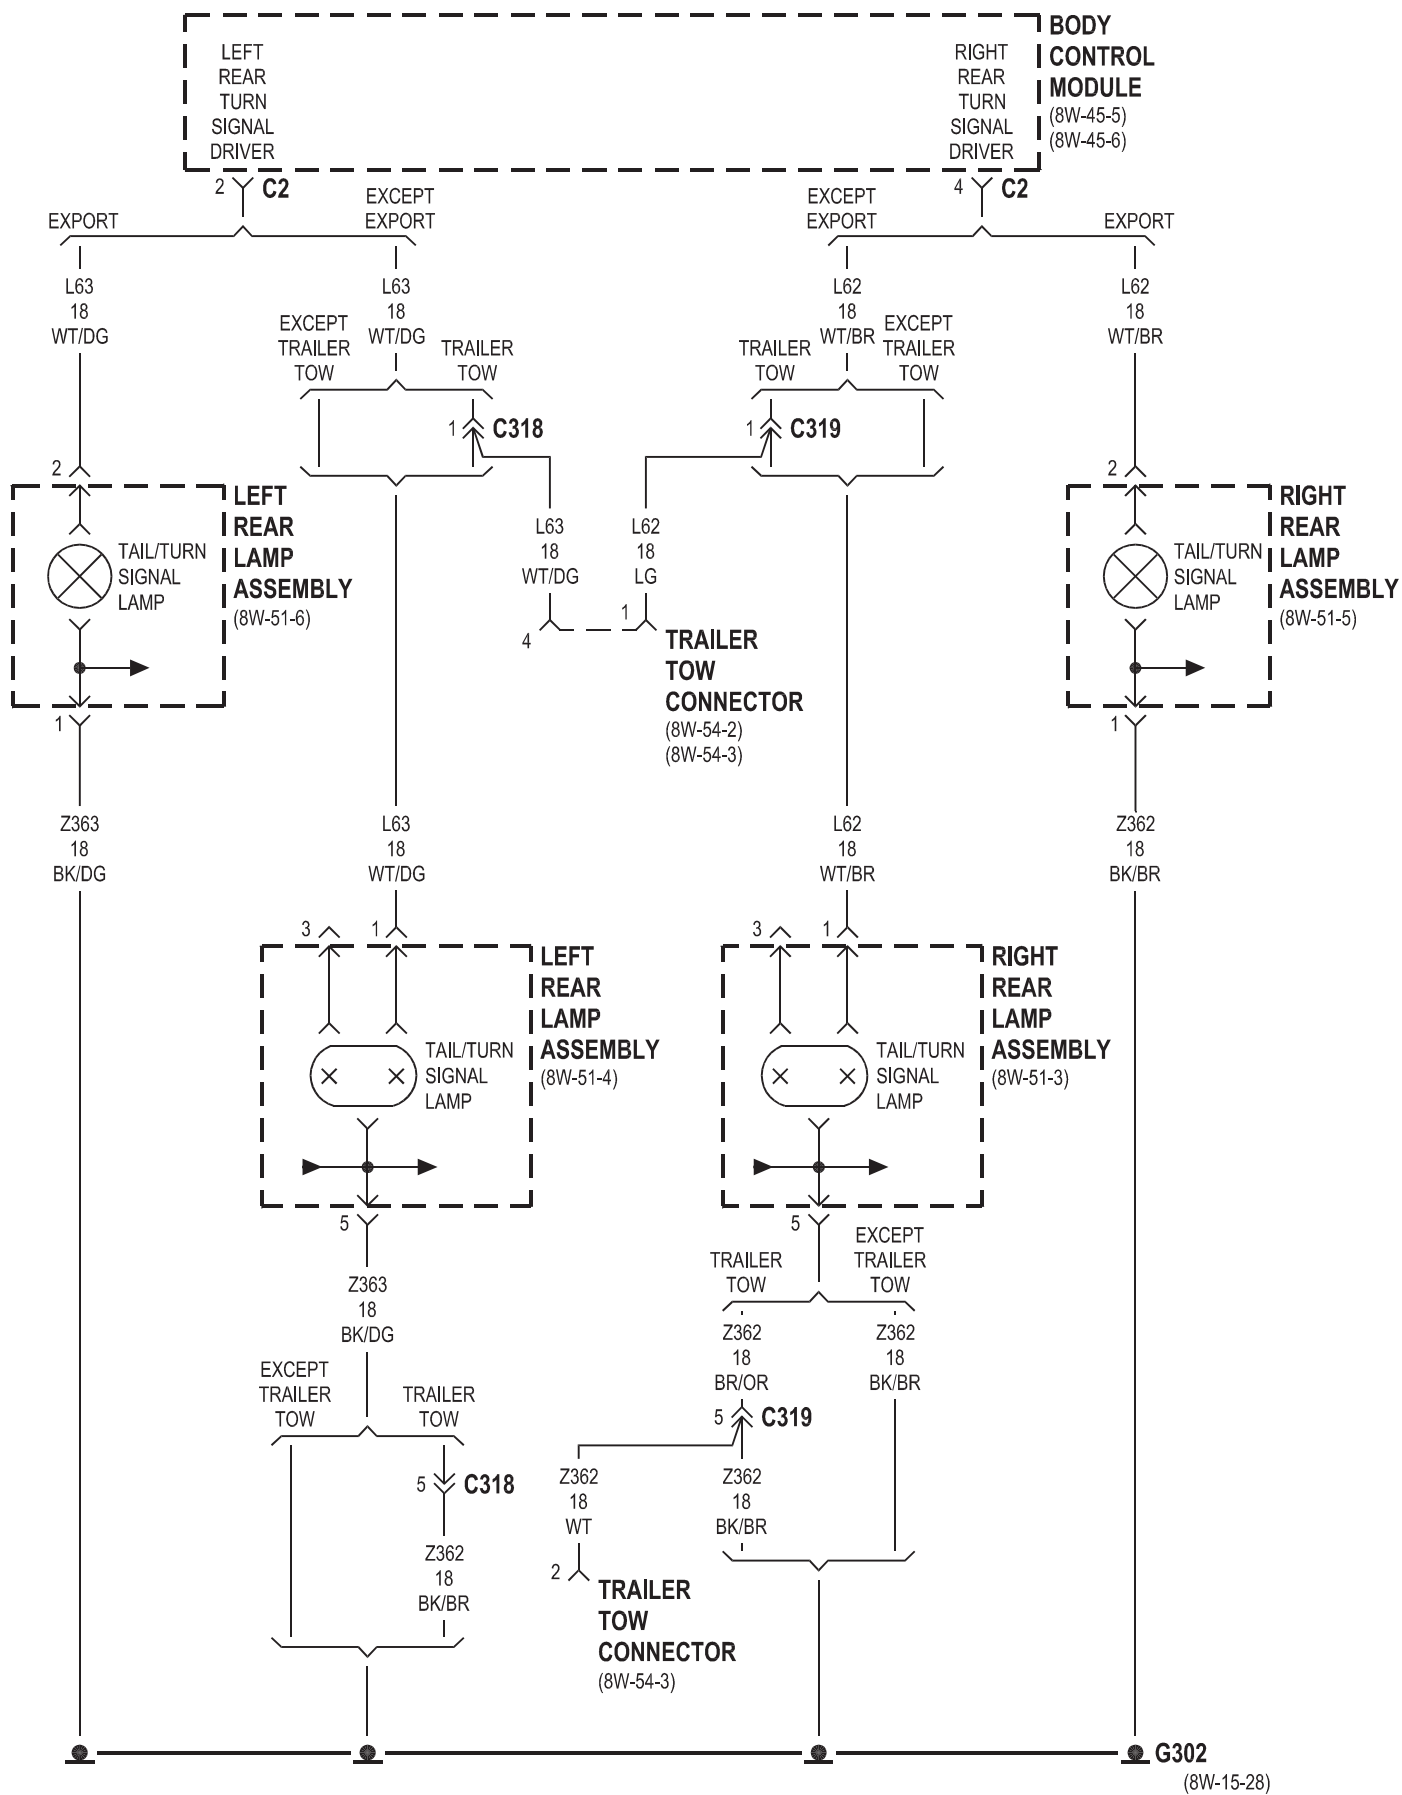 LEFT
REAR
TURN
SIGNAL
DRIVER
RIGHT
REAR
TURN
SIGNAL
DRIVER
BODY
CONTROL
MODULE
(8W-45-5)
(8W-45-6)
2
C2
4
C2
EXPORT
EXCEPT
EXPORT
EXCEPT
EXPORT
EXPORT
L63
18
WT/DG
L63
18
WT/DG
L62
18
WT/BR
L62
18
WT/BR
EXCEPT
TRAILER
TOW
TRAILER
TOW
TRAILER
TOW
EXCEPT
TRAILER
TOW
1
C318
1
C319
2
2
LEFT
REAR
LAMP
ASSEMBLY
(8W-51-6)
TAIL/TURN
SIGNAL
LAMP
1
L63
18
WT/DG
L62
18
LG
4
1
TRAILER
TOW
CONNECTOR
(8W-54-2)
(8W-54-3)
TAIL/TURN
SIGNAL
LAMP
RIGHT
REAR
LAMP
ASSEMBLY
(8W-51-5)
1
Z363
18
BK/DG
L63
18
WT/DG
L62
18
WT/BR
Z362
18
BK/BR
3
1
LEFT
REAR
LAMP
ASSEMBLY
(8W-51-4)
TAIL/TURN
SIGNAL
LAMP
5
3
1
RIGHT
REAR
LAMP
ASSEMBLY
(8W-51-3)
TAIL/TURN
SIGNAL
LAMP
5
Z363
18
BK/DG
EXCEPT
TRAILER
TOW
TRAILER
TOW
5
C318
Z362
18
BK/BR
TRAILER
TOW
EXCEPT
TRAILER
TOW
Z362
18
BR/OR
Z362
18
BK/BR
5
C319
Z362
18
WT
Z362
18
BK/BR
2
TRAILER
TOW
CONNECTOR
(8W-54-3)
G302
(8W-15-28)